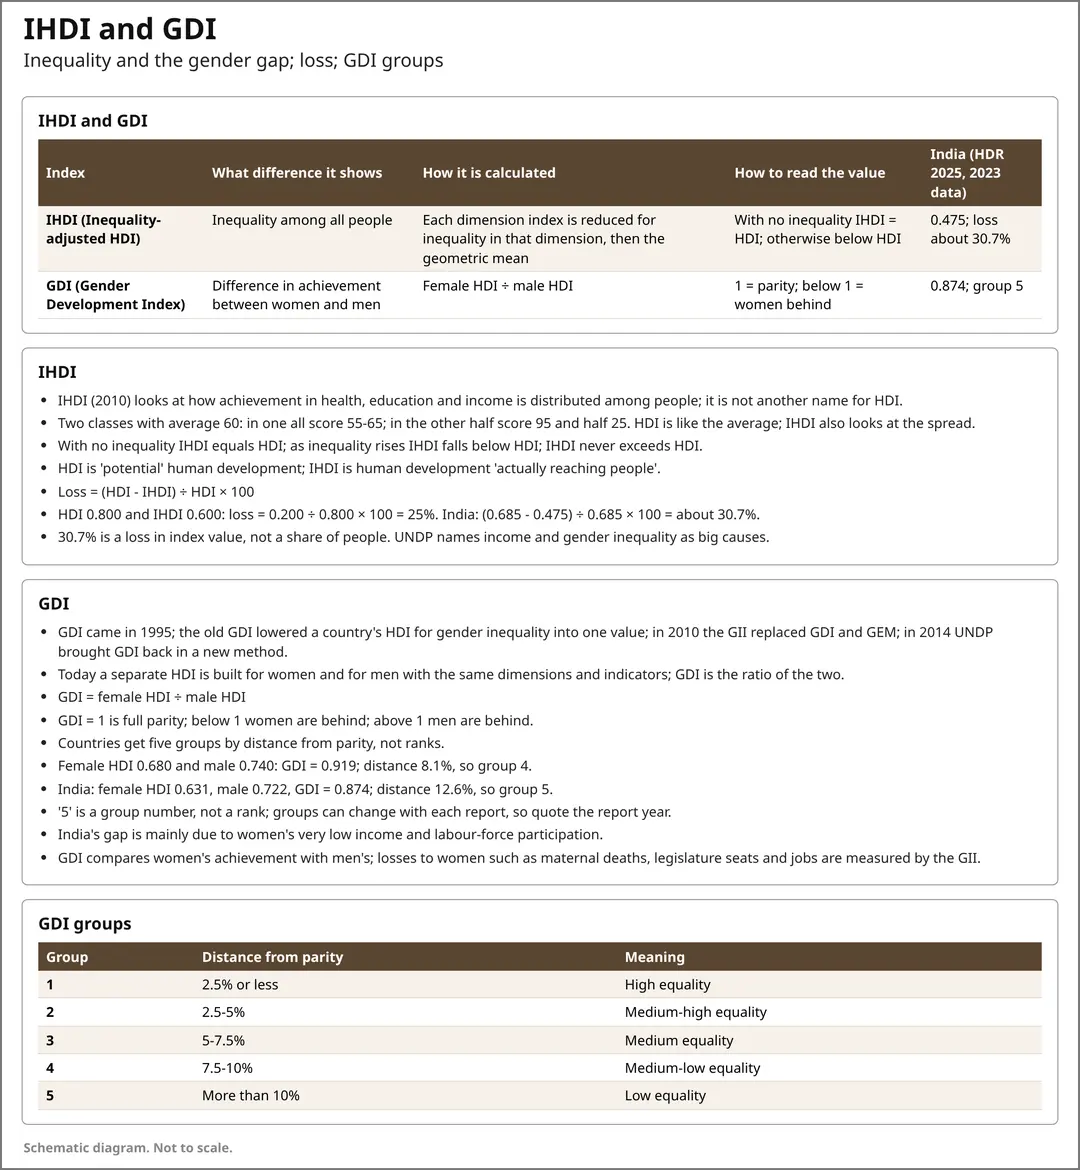 IHDI and GDI
Inequality and the gender gap; loss; GDI groups
IHDI and GDI
Index
What difference it shows
How it is calculated
How to read the value
India (HDR
2025, 2023
data)
IHDI (Inequality-
adjusted HDI)
Inequality among all people
Each dimension index is reduced for
inequality in that dimension, then the
geometric mean
With no inequality IHDI =
HDI; otherwise below HDI
0.475; loss
about 30.7%
GDI (Gender
Development Index)
Difference in achievement
between women and men
Female HDI ÷ male HDI
1 = parity; below 1 =
women behind
0.874; group 5
IHDI
• IHDI (2010) looks at how achievement in health, education and income is distributed among people; it is not another name for HDI.
• Two classes with average 60: in one all score 55-65; in the other half score 95 and half 25. HDI is like the average; IHDI also looks at the spread.
• With no inequality IHDI equals HDI; as inequality rises IHDI falls below HDI; IHDI never exceeds HDI.
• HDI is 'potential' human development; IHDI is human development 'actually reaching people'.
• Loss = (HDI - IHDI) ÷ HDI × 100
• HDI 0.800 and IHDI 0.600: loss = 0.200 ÷ 0.800 × 100 = 25%. India: (0.685 - 0.475) ÷ 0.685 × 100 = about 30.7%.
• 30.7% is a loss in index value, not a share of people. UNDP names income and gender inequality as big causes.
GDI
• GDI came in 1995; the old GDI lowered a country's HDI for gender inequality into one value; in 2010 the GII replaced GDI and GEM; in 2014 UNDP
brought GDI back in a new method.
• Today a separate HDI is built for women and for men with the same dimensions and indicators; GDI is the ratio of the two.
• GDI = female HDI ÷ male HDI
• GDI = 1 is full parity; below 1 women are behind; above 1 men are behind.
• Countries get five groups by distance from parity, not ranks.
• Female HDI 0.680 and male 0.740: GDI = 0.919; distance 8.1%, so group 4.
• India: female HDI 0.631, male 0.722, GDI = 0.874; distance 12.6%, so group 5.
• '5' is a group number, not a rank; groups can change with each report, so quote the report year.
• India's gap is mainly due to women's very low income and labour-force participation.
• GDI compares women's achievement with men's; losses to women such as maternal deaths, legislature seats and jobs are measured by the GII.
GDI groups
Group
Distance from parity
Meaning
1
2.5% or less
High equality
2
2.5-5%
Medium-high equality
3
5-7.5%
Medium equality
4
7.5-10%
Medium-low equality
5
More than 10%
Low equality
Schematic diagram. Not to scale.